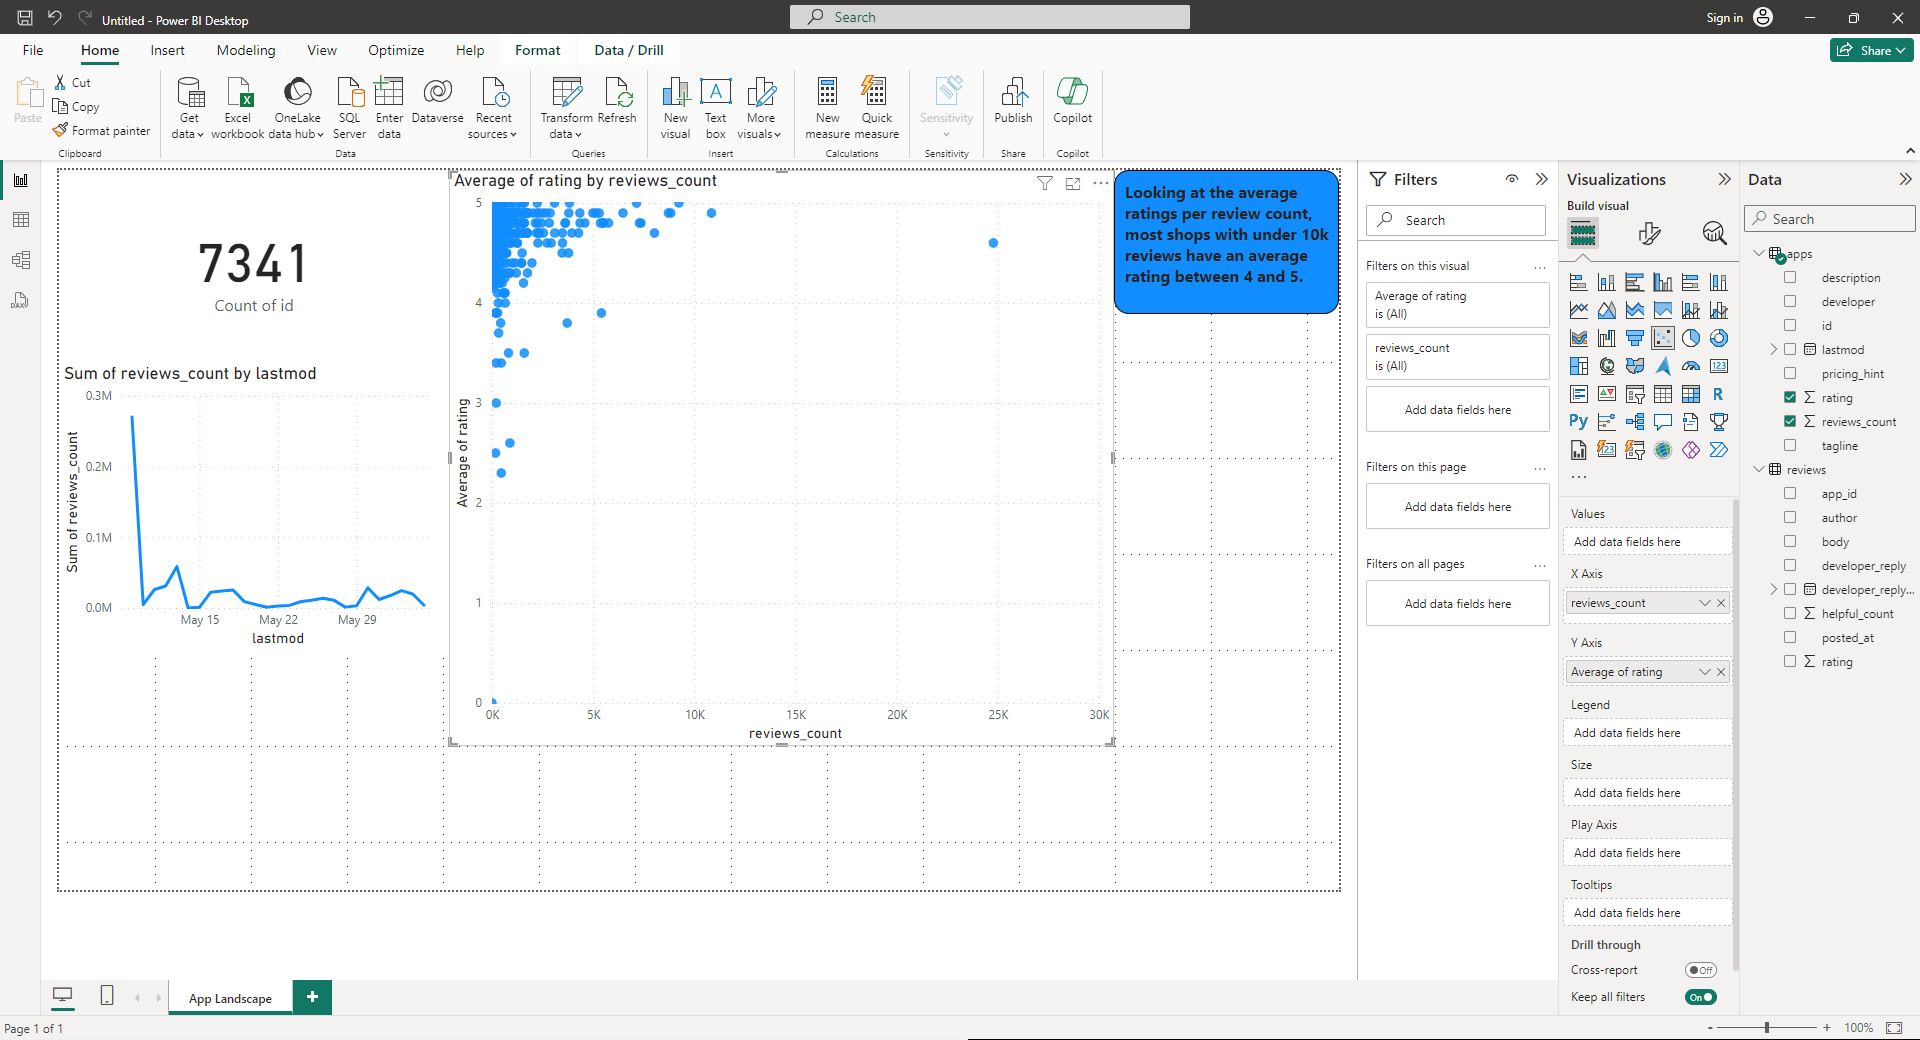 Untitled - Power BI Desktop
Search
Sign in
File
Home
Insert
Modeling
View
Optimize
Help
Format
Data / Drill
Share
Paste
Cut
Copy
Format painter
Clipboard
Get data
Excel workbook
OneLake data hub
SQL Server
Enter data
Dataverse
Recent sources
Data
Transform data
Refresh
Queries
New visual
Text box
More visuals
Insert
New measure
Quick measure
Calculations
Sensitivity
Sensitivity
Publish
Share
Copilot
Copilot
7341
Count of id
Sum of reviews_count by lastmod
0.3M
0.2M
0.1M
0.0M
Sum of reviews_count
May 15
May 22
May 29
lastmod
Average of rating by reviews_count
5
4
3
2
1
0
Average of rating
0K
5K
10K
15K
20K
25K
30K
reviews_count
Looking at the average
ratings per review count,
most shops with under 10k
reviews have an average
rating between 4 and 5.
Filters
Search
Filters on this visual
...
Average of rating
is (All)
reviews_count
is (All)
Add data fields here
Filters on this page
...
Add data fields here
Filters on all pages
...
Add data fields here
Visualizations
Build visual
123
R
Py
123
...
Values
Add data fields here
X Axis
reviews_count
Y Axis
Average of rating
Legend
Add data fields here
Size
Add data fields here
Play Axis
Add data fields here
Tooltips
Add data fields here
Drill through
Cross-report
Off
Keep all filters
On
Data
Search
apps
description
developer
id
lastmod
pricing_hint
rating
reviews_count
tagline
reviews
app_id
author
body
developer_reply
developer_reply...
helpful_count
posted_at
rating
DAX
App Landscape
Page 1 of 1
- + 100%